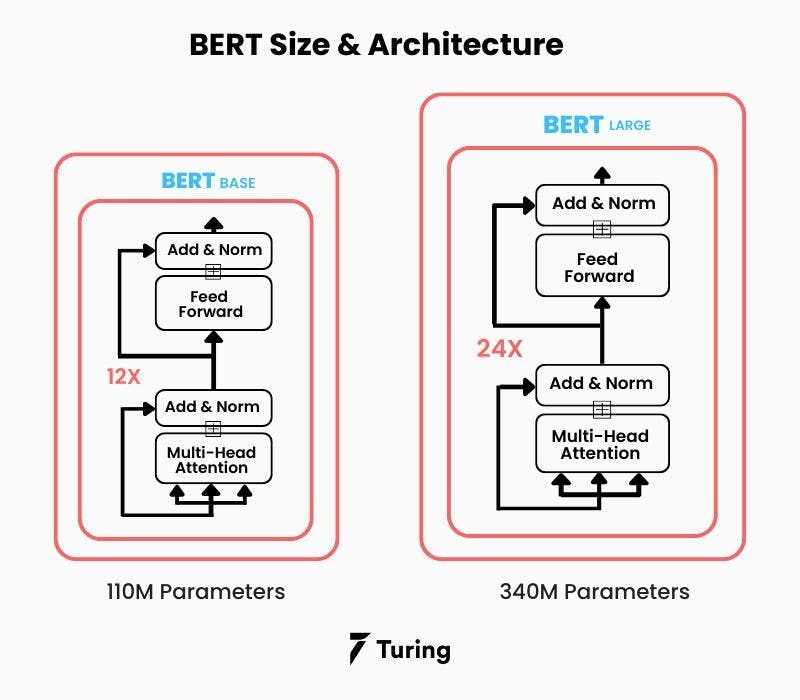 BERT Size & Architecture
BERT BASE
Add & Norm
Feed
Forward
12X
Add & Norm
Multi-Head
Attention
110M Parameters
BERT LARGE
Add & Norm
Feed
Forward
24X
Add & Norm
Multi-Head
Attention
340M Parameters
Turing